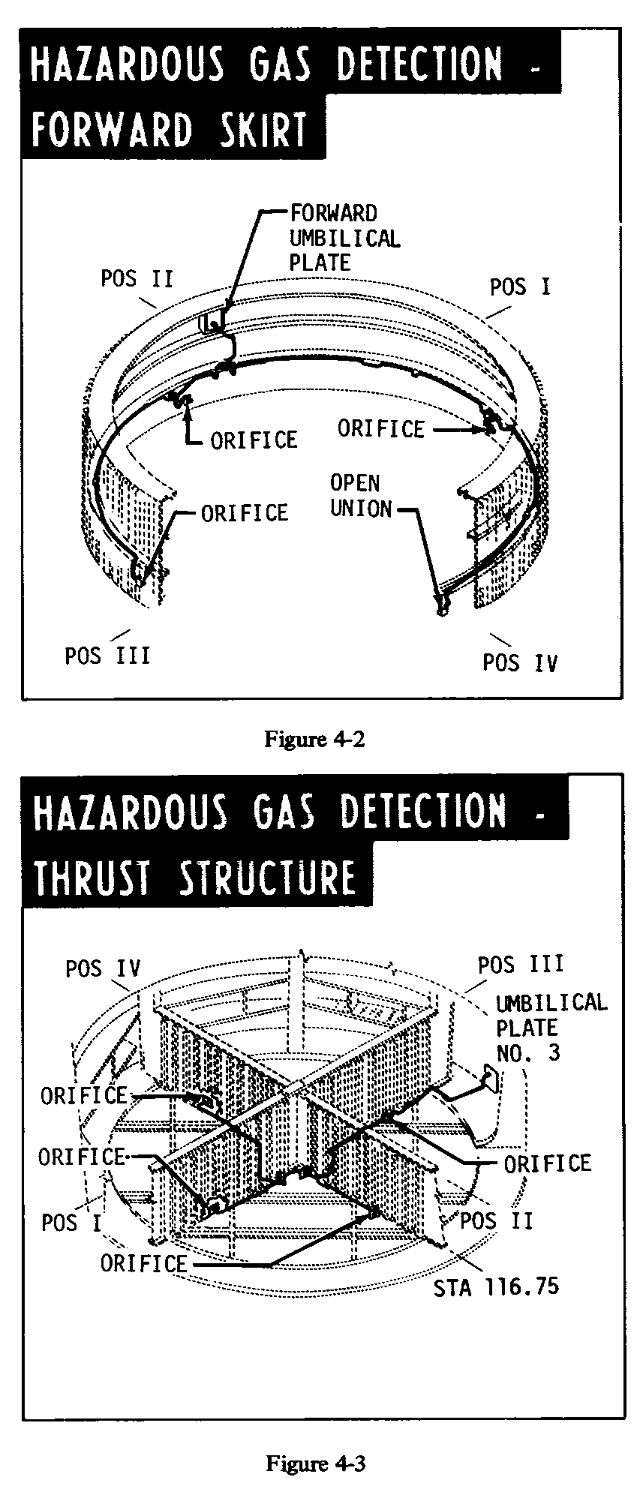 HAZARDOUS GAS DETECTION -
FORWARD SKIRT
FORWARD
UMBILICAL
PLATE
POS II
POS I
ORIFICE
ORIFICE
OPEN
UNION
ORIFICE
POS III
POS IV
Figure 4-2
HAZARDOUS GAS DETECTION -
THRUST STRUCTURE
POS IV
POS III
UMBILICAL
PLATE
NO. 3
ORIFICE
ORIFICE
ORIFICE
POS I
POS II
ORIFICE
STA 116.75
Figure 4-3